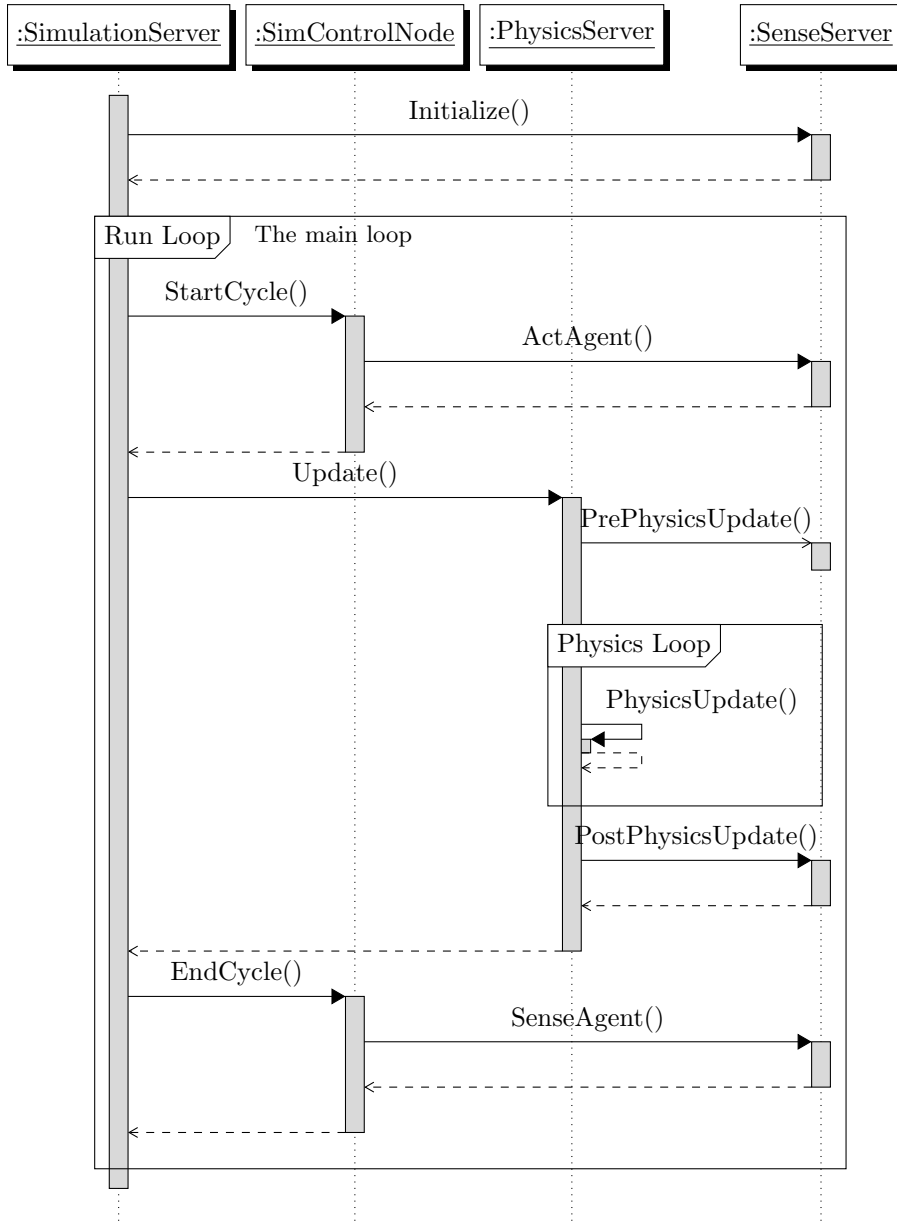 :SimulationServer
:SimControlNode
:PhysicsServer
:SenseServer
Initialize()
Run Loop
The main loop
StartCycle()
ActAgent()
Update()
PrePhysicsUpdate()
Physics Loop
PhysicsUpdate()
PostPhysicsUpdate()
EndCycle()
SenseAgent()